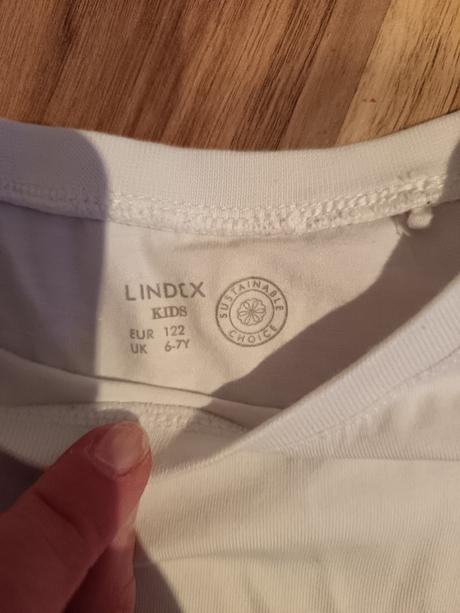 LINDEX
KIDS
EUR 122
UK 6-7Y
SUSTAINABLE
CHOICE